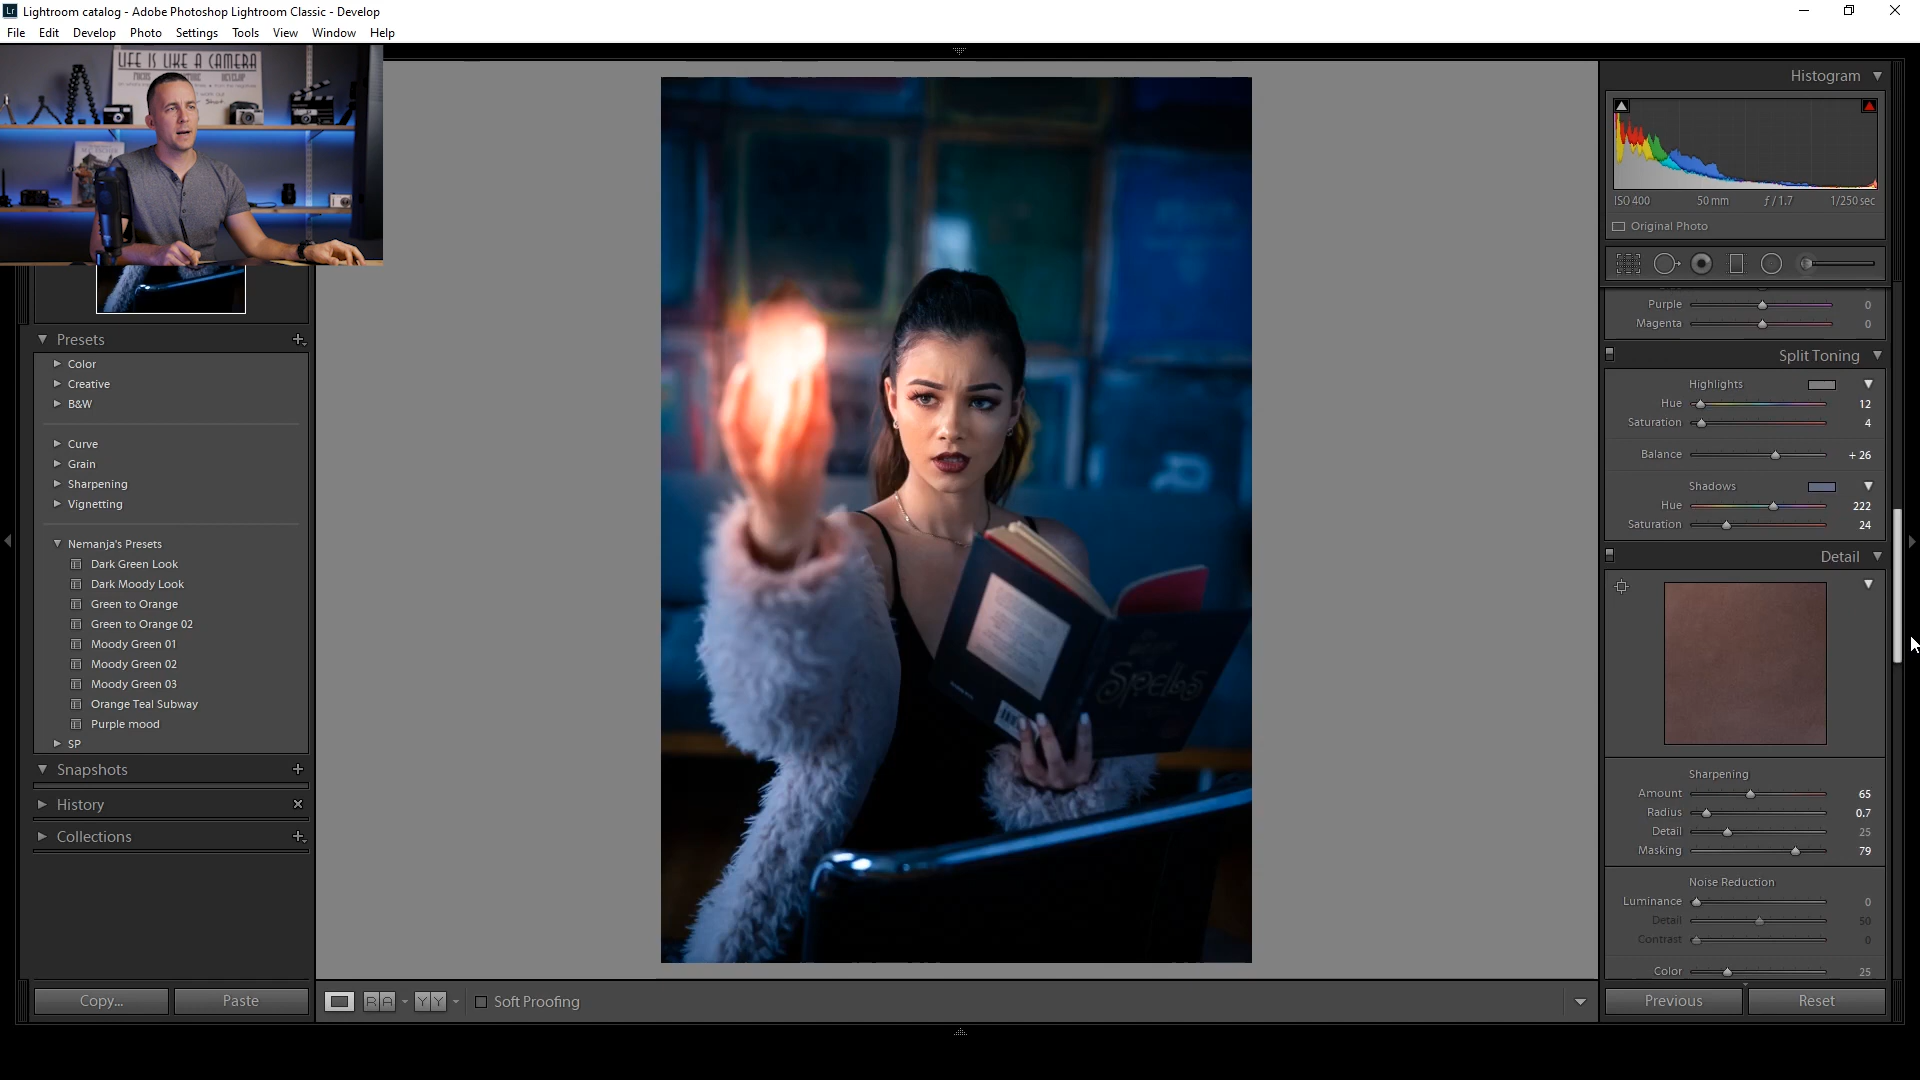 Lr Lightroom catalog - Adobe Photoshop Lightroom Classic - Develop
File Edit Develop Photo Settings Tools View Window Help
LIFE IS LIKE A CAMERA
Presets
Color
Creative
B&W
Curve
Grain
Sharpening
Vignetting
Nemanja's Presets
Dark Green Look
Dark Moody Look
Green to Orange
Green to Orange 02
Moody Green 01
Moody Green 02
Moody Green 03
Orange Teal Subway
Purple mood
SP
Snapshots
History
Collections
Copy... Paste
Spells
R A Y Y Soft Proofing
Histogram
ISO 400 50 mm ƒ / 1.7 1/250 sec
Original Photo
Purple 0
Magenta 0
Split Toning
Highlights
Hue 12
Saturation 4
Balance + 26
Shadows
Hue 222
Saturation 24
Detail
Sharpening
Amount 65
Radius 0.7
Detail 25
Masking 79
Noise Reduction
Luminance 0
Detail 50
Contrast 0
Color 25
Previous Reset